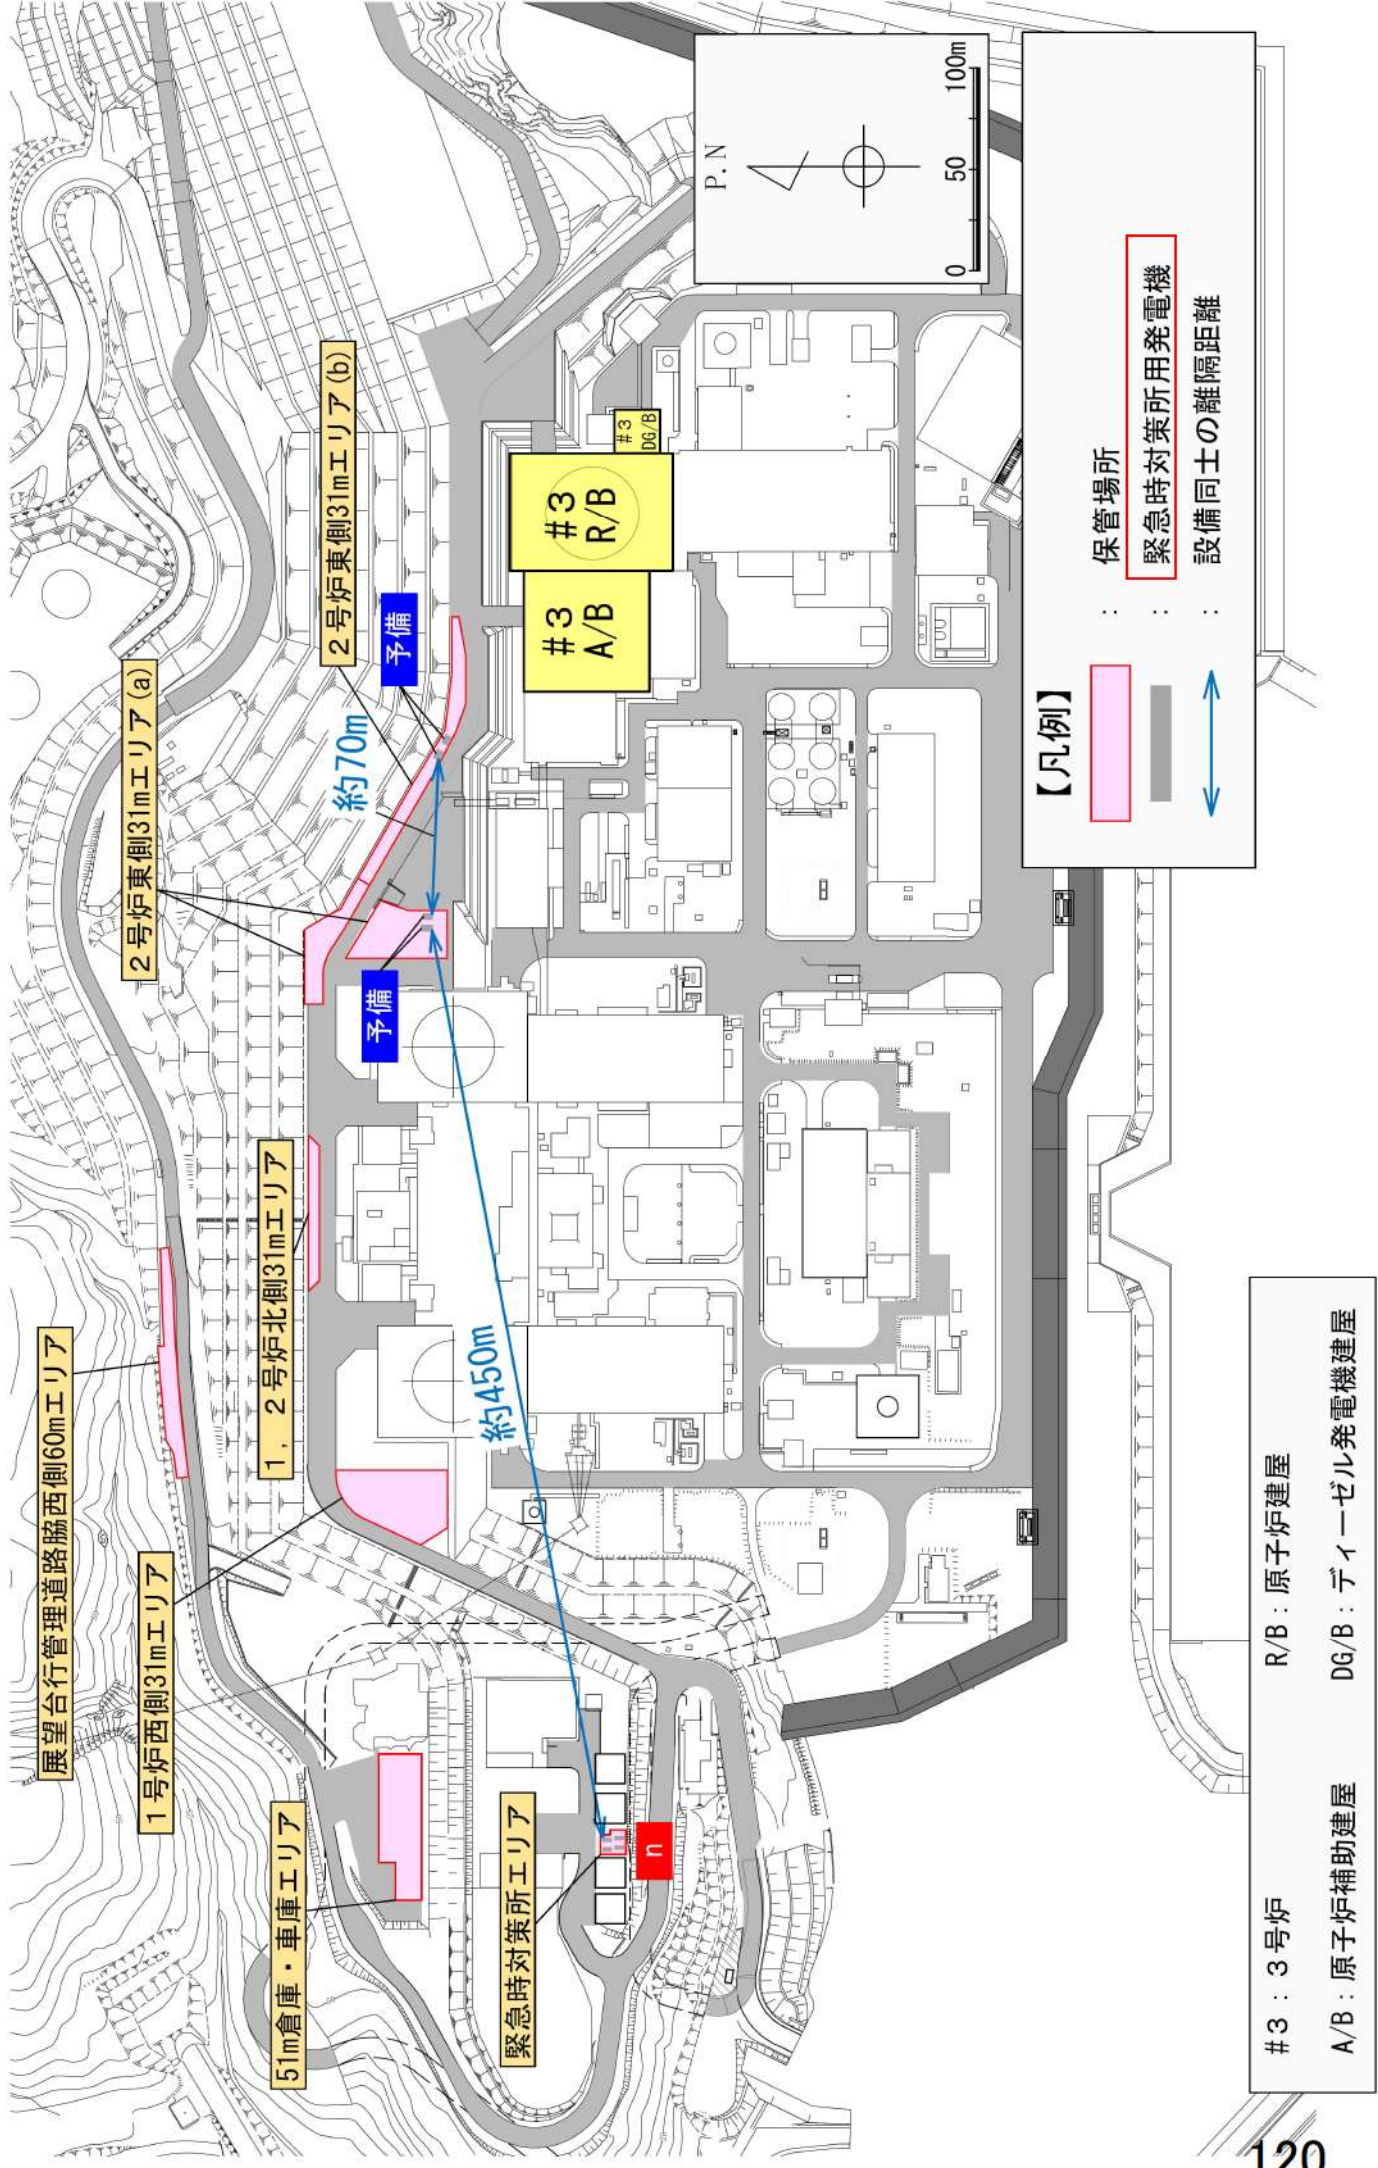 展望台行管理道路脇西側60mエリア
1号炉西側31mエリア
51m倉庫・車庫エリア
1，2号炉北側31mエリア
2号炉東側31mエリア(a)
2号炉東側31mエリア(b)
緊急時対策所エリア
予備
予備
約70m
約450m
n
#3
A/B
#3
R/B
#3
DG/B
P.N
0 50 100m
【凡例】
： 保管場所
： 緊急時対策所用発電機
： 設備同士の離隔距離
#3：3号炉 R/B：原子炉建屋
A/B：原子炉補助建屋 DG/B：ディーゼル発電機建屋
120